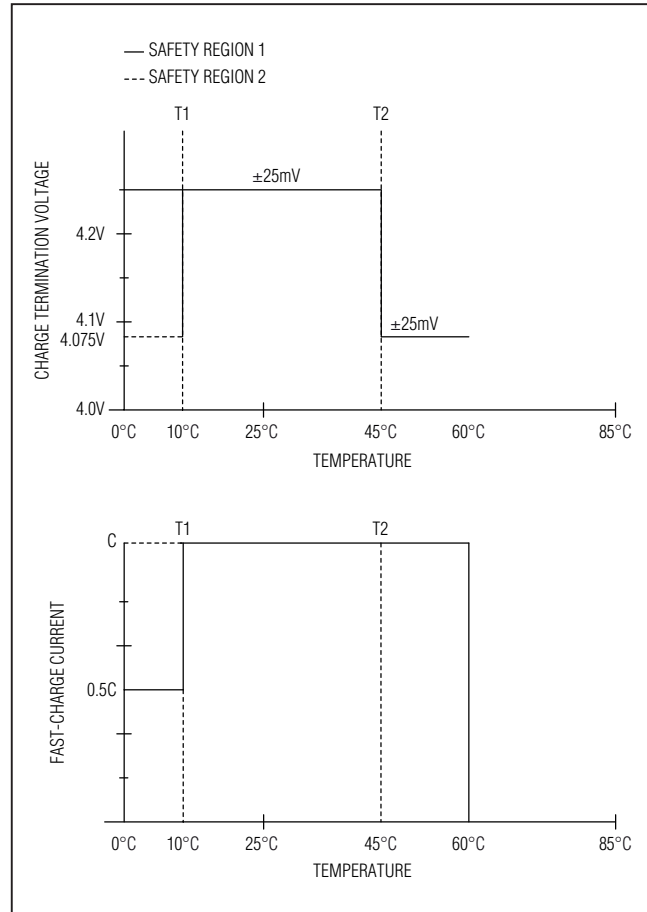 SAFETY REGION 1
SAFETY REGION 2
T1 T2
±25mV
4.2V
4.1V
±25mV
4.075V
4.0V
CHARGE TERMINATION VOLTAGE
0°C 10°C 25°C 45°C 60°C 85°C
TEMPERATURE
T1 T2
C
0.5C
FAST-CHARGE CURRENT
0°C 10°C 25°C 45°C 60°C 85°C
TEMPERATURE